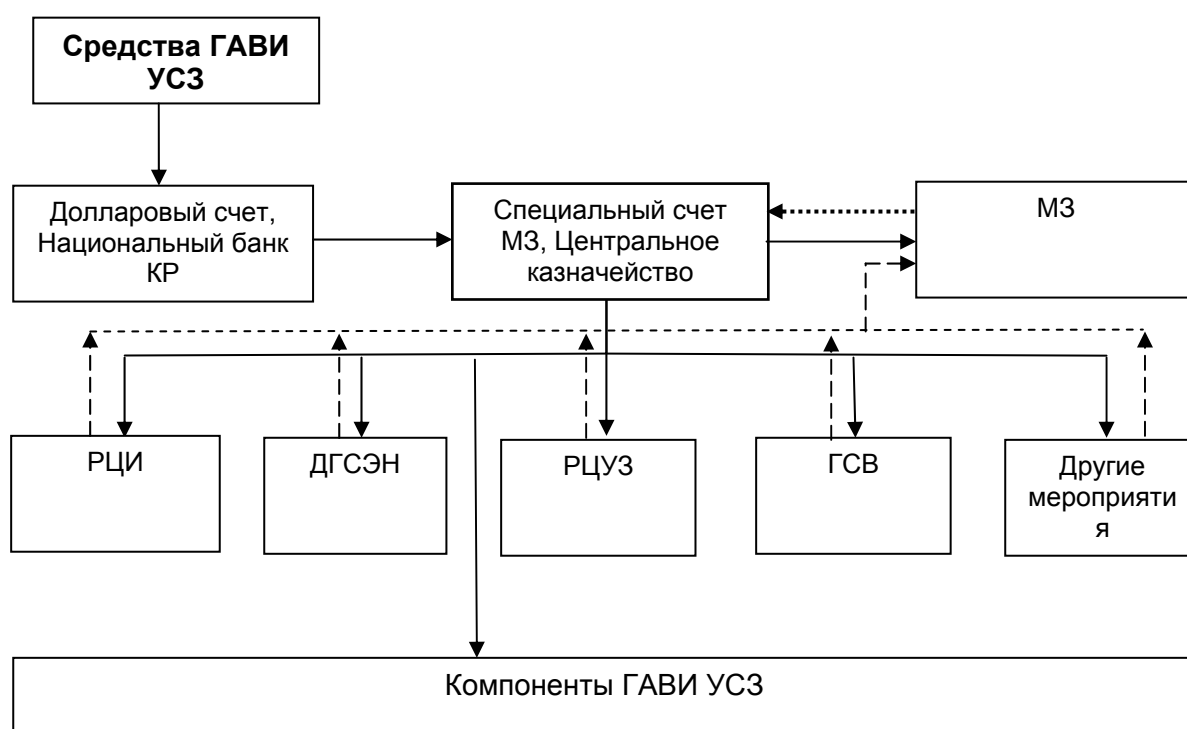 Средства ГАВИ
УСЗ
Долларовый счет,
Национальный банк
КР
Специальный счет
МЗ, Центральное
казначейство
МЗ
РЦИ
ДГСЭН
РЦУЗ
ГСВ
Другие
мероприяти
я
Компоненты ГАВИ УСЗ